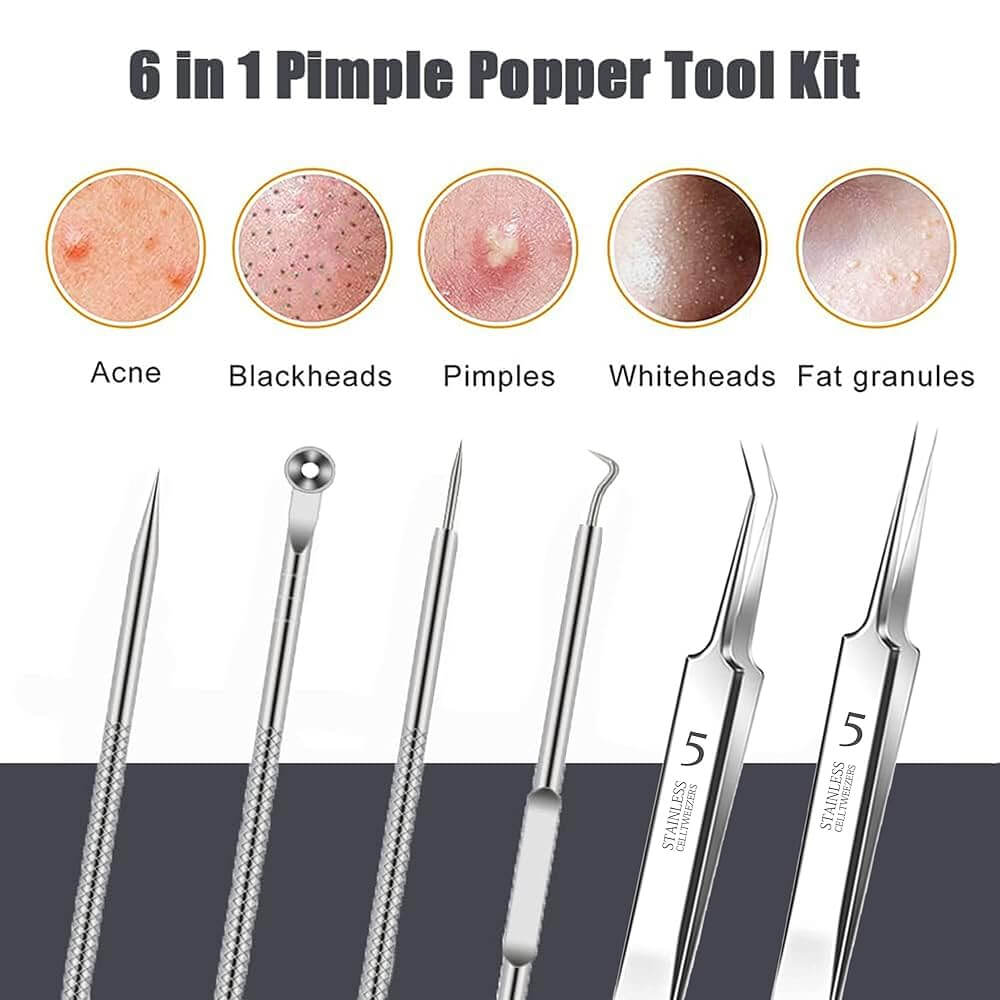 6 in 1 Pimple Popper Tool Kit
Acne
Blackheads
Pimples
Whiteheads
Fat granules
5
STAINLESS
CELLTWEEZERS
5
STAINLESS
CELLTWEEZERS